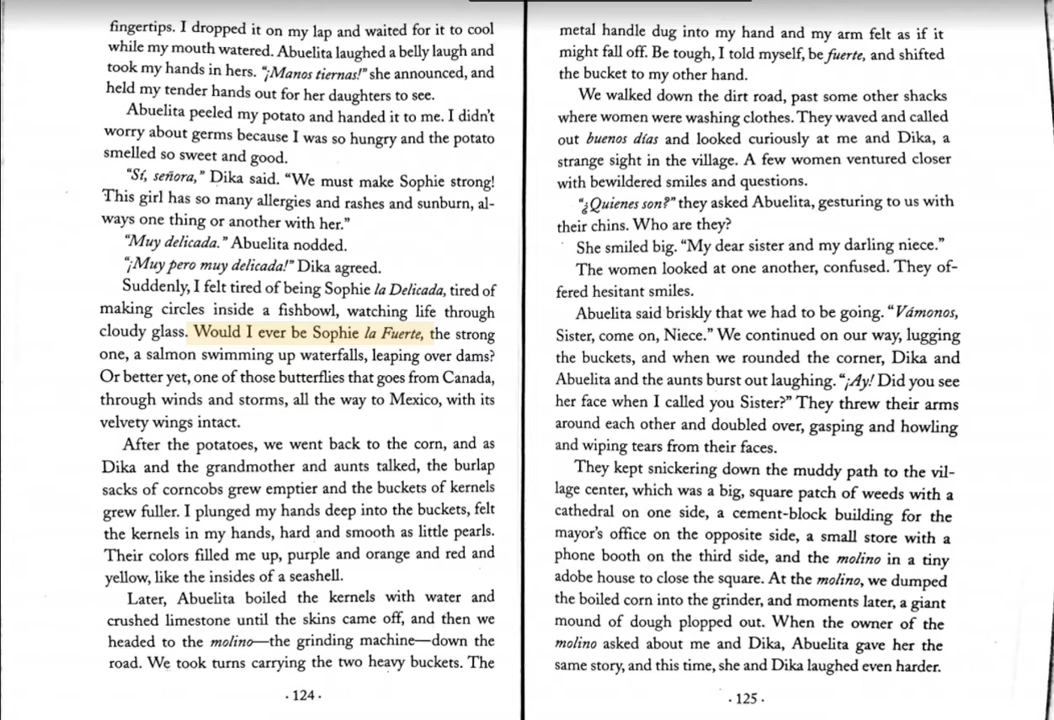 fingertips. I dropped it on my lap and waited for it to cool
while my mouth watered. Abuelita laughed a belly laugh and
took my hands in hers. "¡Manos tiernas!" she announced, and
held my tender hands out for her daughters to see.
Abuelita peeled my potato and handed it to me. I didn't
worry about germs because I was so hungry and the potato
smelled so sweet and good.
"Sí, señora," Dika said. "We must make Sophie strong!
This girl has so many allergies and rashes and sunburn, al-
ways one thing or another with her."
"Muy delicada." Abuelita nodded.
"¡Muy pero muy delicada!" Dika agreed.
Suddenly, I felt tired of being Sophie la Delicada, tired of
making circles inside a fishbowl, watching life through
cloudy glass. Would I ever be Sophie la Fuerte, the strong
one, a salmon swimming up waterfalls, leaping over dams?
Or better yet, one of those butterflies that goes from Canada,
through winds and storms, all the way to Mexico, with its
velvety wings intact.
After the potatoes, we went back to the corn, and as
Dika and the grandmother and aunts talked, the burlap
sacks of corncobs grew emptier and the buckets of kernels
grew fuller. I plunged my hands deep into the buckets, felt
the kernels in my hands, hard and smooth as little pearls.
Their colors filled me up, purple and orange and red and
yellow, like the insides of a seashell.
Later, Abuelita boiled the kernels with water and
crushed limestone until the skins came off, and then we
headed to the molino—the grinding machine—down the
road. We took turns carrying the two heavy buckets. The
· 124 ·
metal handle dug into my hand and my arm felt as if it
might fall off. Be tough, I told myself, be fuerte, and shifted
the bucket to my other hand.
We walked down the dirt road, past some other shacks
where women were washing clothes. They waved and called
out buenos días and looked curiously at me and Dika, a
strange sight in the village. A few women ventured closer
with bewildered smiles and questions.
"¿Quienes son?" they asked Abuelita, gesturing to us with
their chins. Who are they?
She smiled big. "My dear sister and my darling niece."
The women looked at one another, confused. They of-
fered hesitant smiles.
Abuelita said briskly that we had to be going. "Vámonos,
Sister, come on, Niece." We continued on our way, lugging
the buckets, and when we rounded the corner, Dika and
Abuelita and the aunts burst out laughing. "¡Ay! Did you see
her face when I called you Sister?" They threw their arms
around each other and doubled over, gasping and howling
and wiping tears from their faces.
They kept snickering down the muddy path to the vil-
lage center, which was a big, square patch of weeds with a
cathedral on one side, a cement-block building for the
mayor's office on the opposite side, a small store with a
phone booth on the third side, and the molino in a tiny
adobe house to close the square. At the molino, we dumped
the boiled corn into the grinder, and moments later, a giant
mound of dough plopped out. When the owner of the
molino asked about me and Dika, Abuelita gave her the
same story, and this time, she and Dika laughed even harder.
· 125 ·